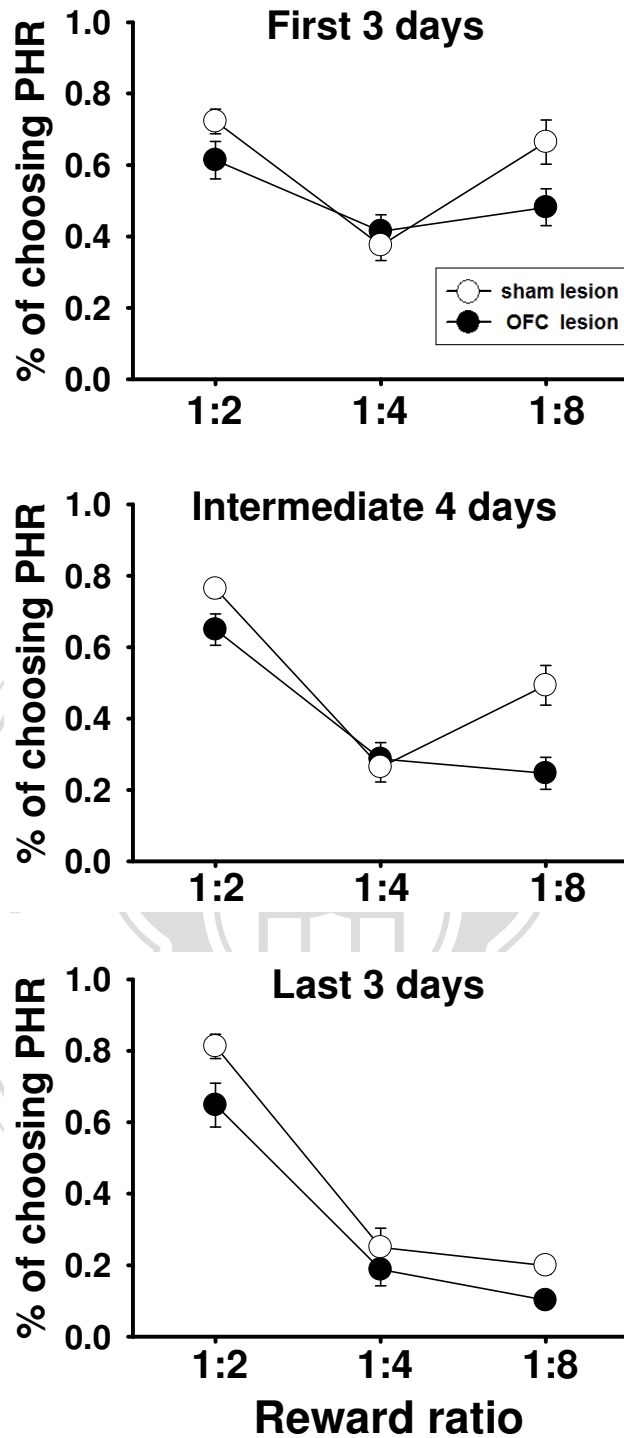 First 3 days
% of choosing PHR
1.0
0.8
0.6
0.4
0.2
0.0
sham lesion
OFC lesion
1:2 1:4 1:8
Intermediate 4 days
% of choosing PHR
1.0
0.8
0.6
0.4
0.2
0.0
1:2 1:4 1:8
Last 3 days
% of choosing PHR
1.0
0.8
0.6
0.4
0.2
0.0
1:2 1:4 1:8
Reward ratio